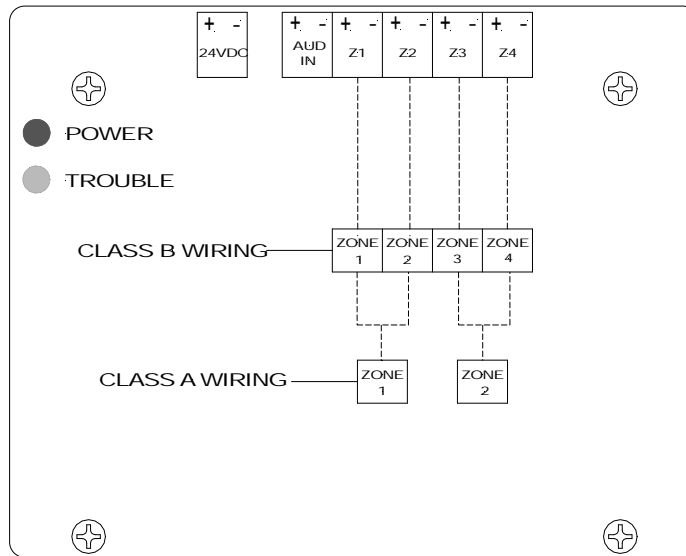 + - + - + - + - + - + -
24VDC AUD IN Z1 Z2 Z3 Z4
POWER
TROUBLE
CLASS B WIRING ZONE 1 ZONE 2 ZONE 3 ZONE 4
CLASS A WIRING ZONE 1 ZONE 2